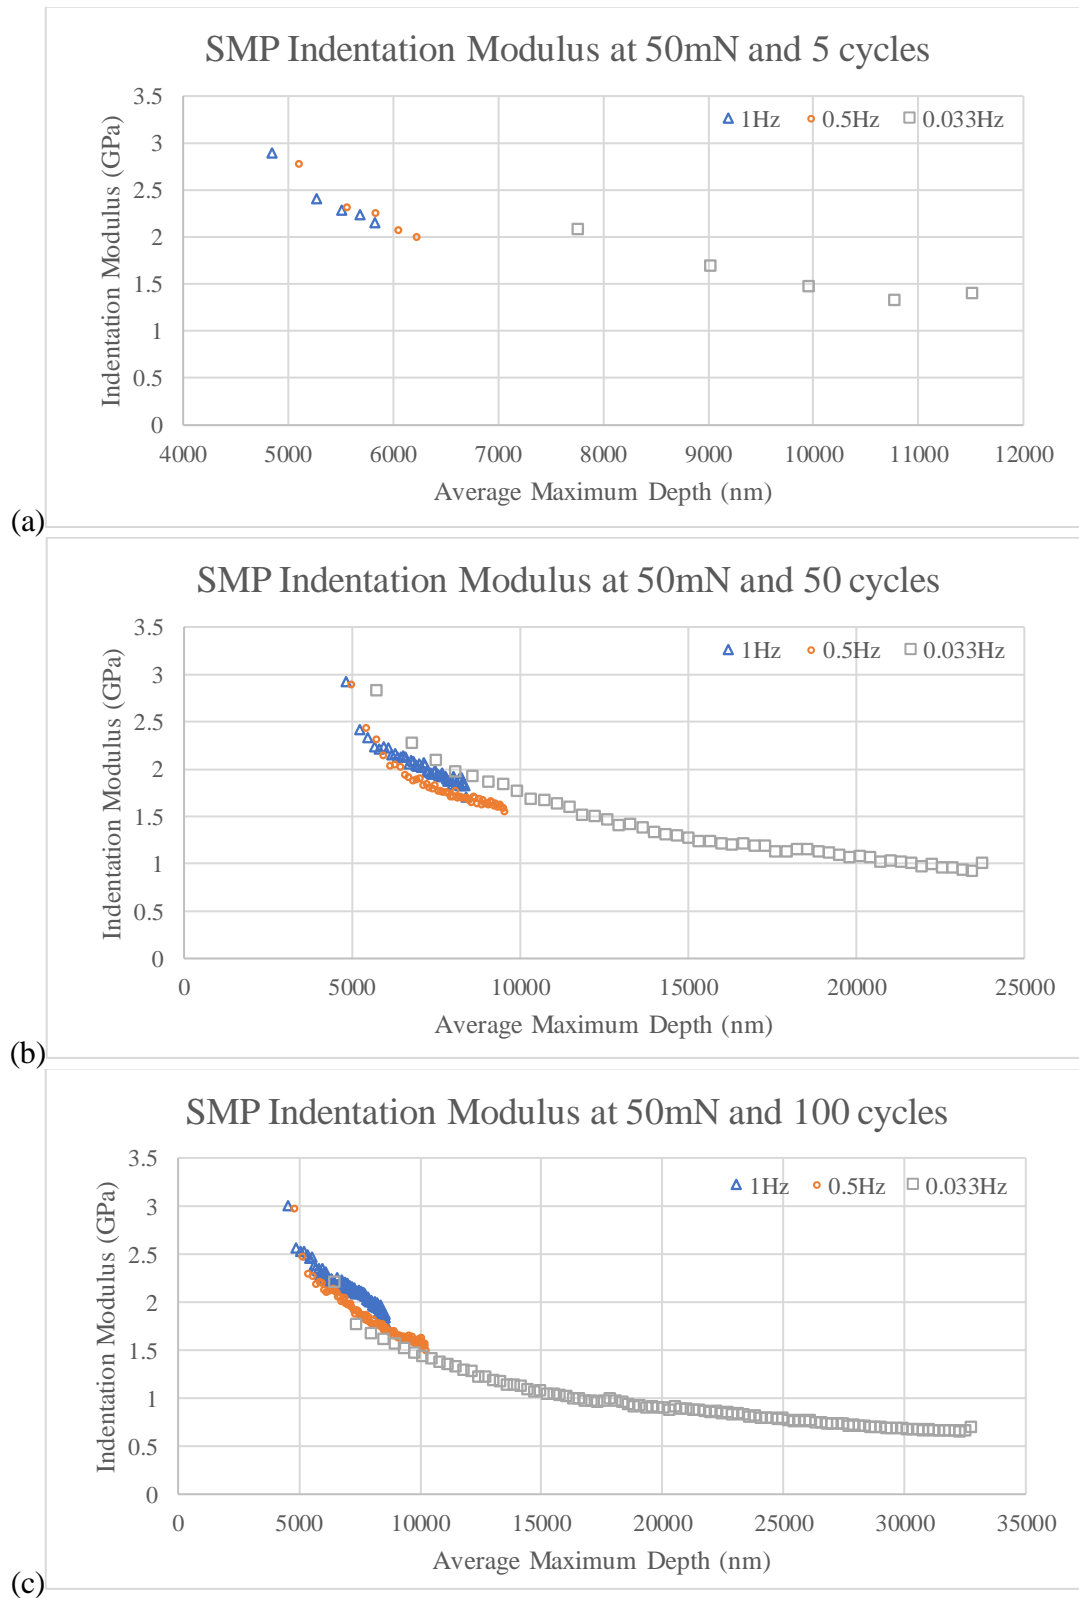 SMP Indentation Modulus at 50mN and 5 cycles
1Hz 0.5Hz 0.033Hz
Indentation Modulus (GPa)
3.5
3
2.5
2
1.5
1
0.5
0
4000 5000 6000 7000 8000 9000 10000 11000 12000
Average Maximum Depth (nm)
(a)
SMP Indentation Modulus at 50mN and 50 cycles
1Hz 0.5Hz 0.033Hz
Indentation Modulus (GPa)
3.5
3
2.5
2
1.5
1
0.5
0
0 5000 10000 15000 20000 25000
Average Maximum Depth (nm)
(b)
SMP Indentation Modulus at 50mN and 100 cycles
1Hz 0.5Hz 0.033Hz
Indentation Modulus (GPa)
3.5
3
2.5
2
1.5
1
0.5
0
0 5000 10000 15000 20000 25000 30000 35000
Average Maximum Depth (nm)
(c)